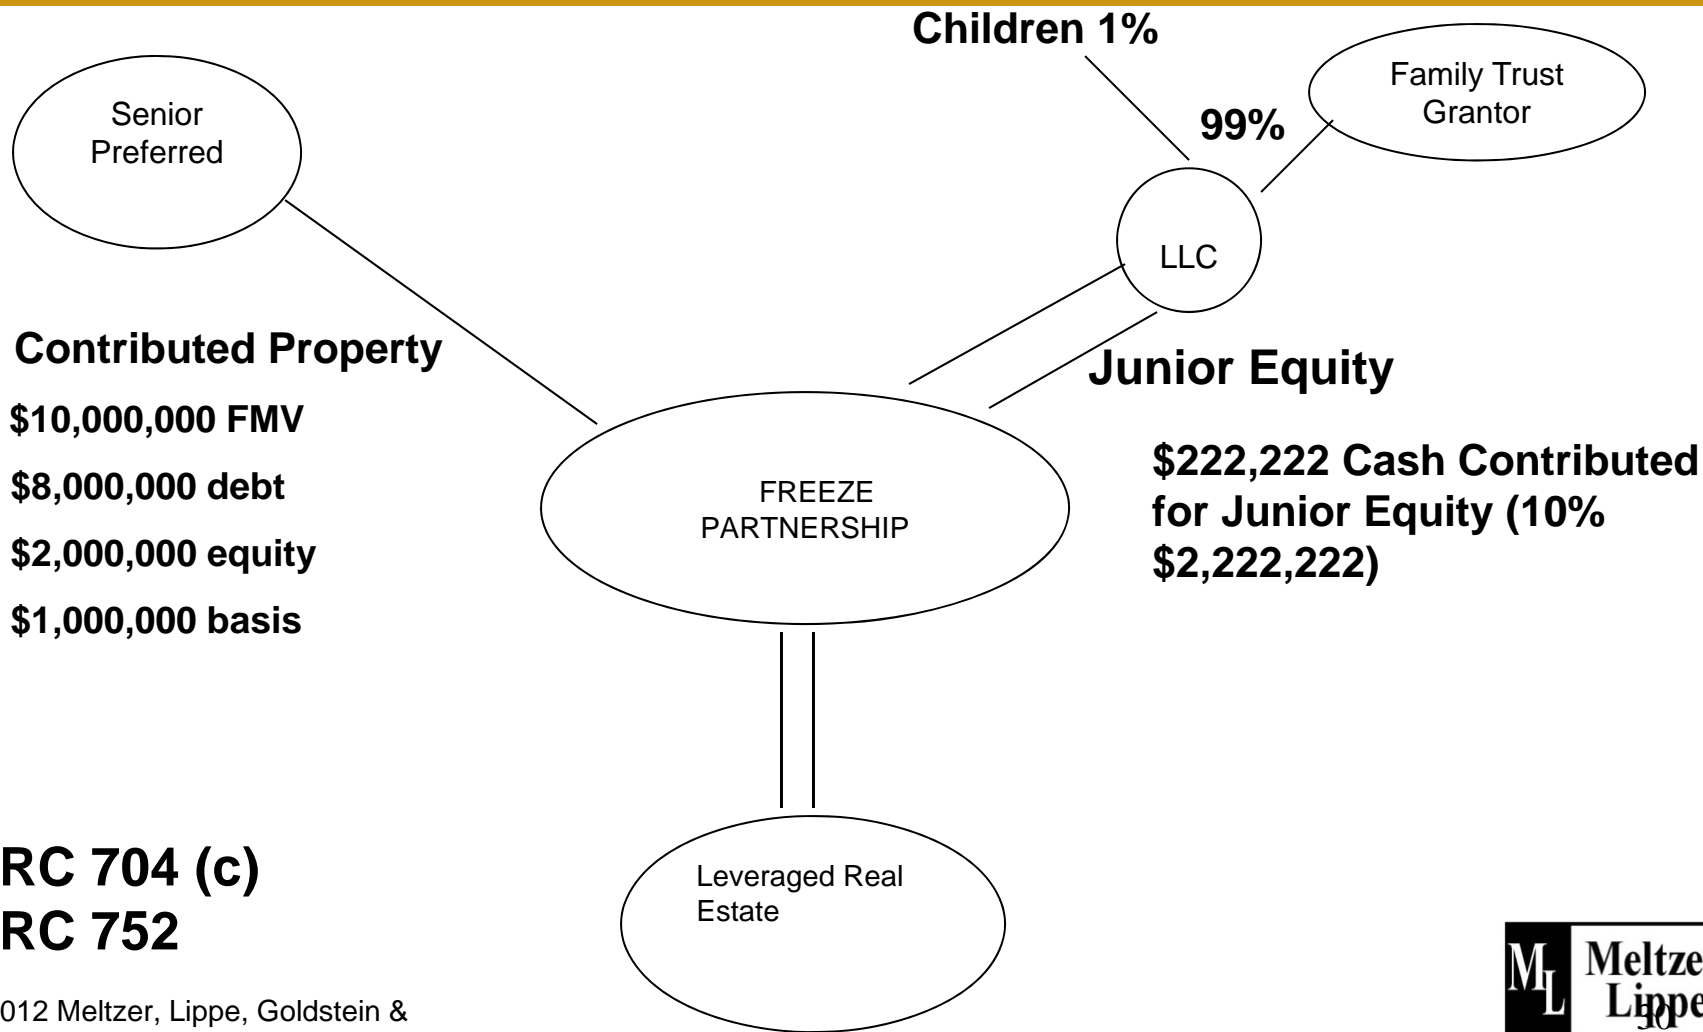 Children 1%
Senior
Preferred
Family Trust
Grantor
99%
LLC
Contributed Property
$10,000,000 FMV
$8,000,000 debt
$2,000,000 equity
$1,000,000 basis
Junior Equity
$222,222 Cash Contributed
for Junior Equity (10%
$2,222,222)
FREEZE
PARTNERSHIP
Leveraged Real
Estate
RC 704 (c)
RC 752
012 Meltzer, Lippe, Goldstein &
ML
Meltze
Lippe
30